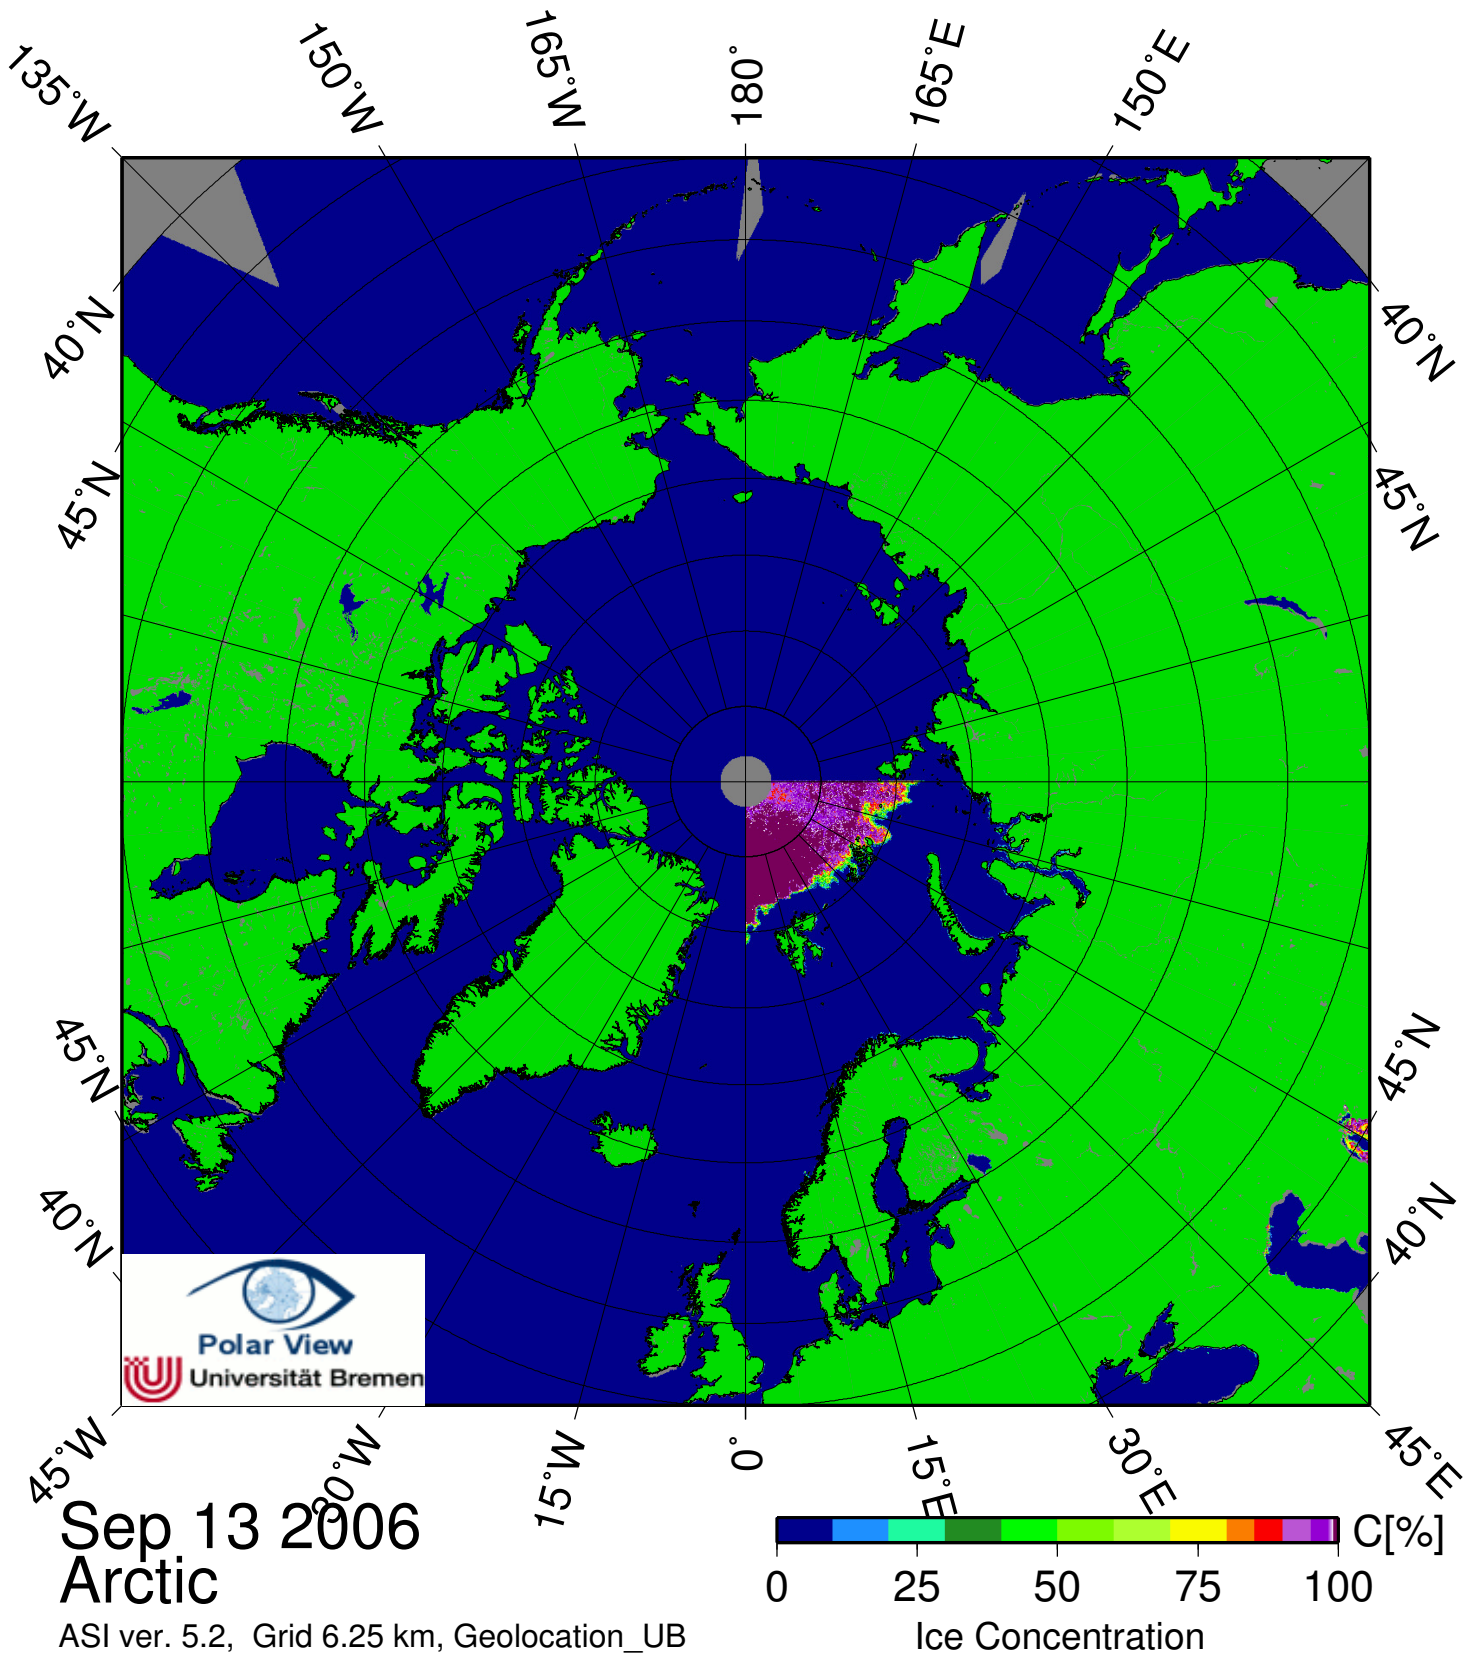 135°W
150°W
165°W
180°
165°E
150°E
40°N
40°N
45°N
45°N
45°N
45°N
40°N
40°N
Polar View
Universität Bremen
45°W
30°W
15°W
0°
15°E
30°E
45°E
Sep 13 2006
Arctic
ASI ver. 5.2, Grid 6.25 km, Geolocation_UB
C[%]
0 25 50 75 100
Ice Concentration